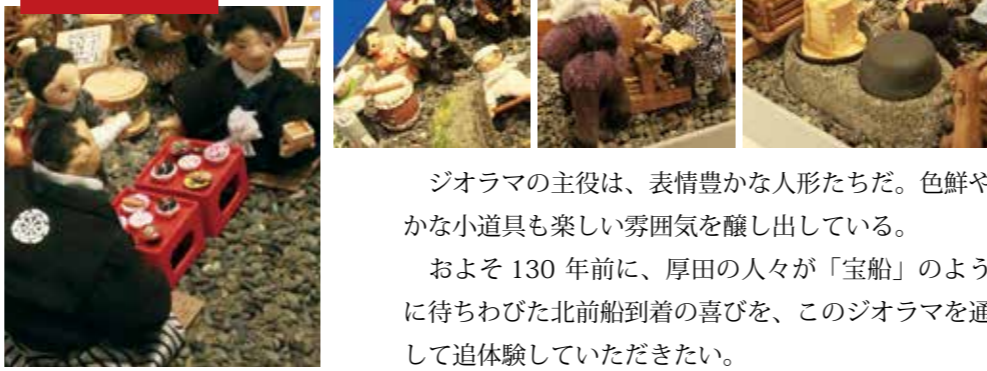 ジオラマの主役は、表情豊かな人形たちだ。色鮮や
かな小道具も楽しい雰囲気を醸し出している。
およそ 130 年前に、厚田の人々が「宝船」のよう
に待ちわびた北前船到着の喜びを、このジオラマを通
して追体験していただきたい。